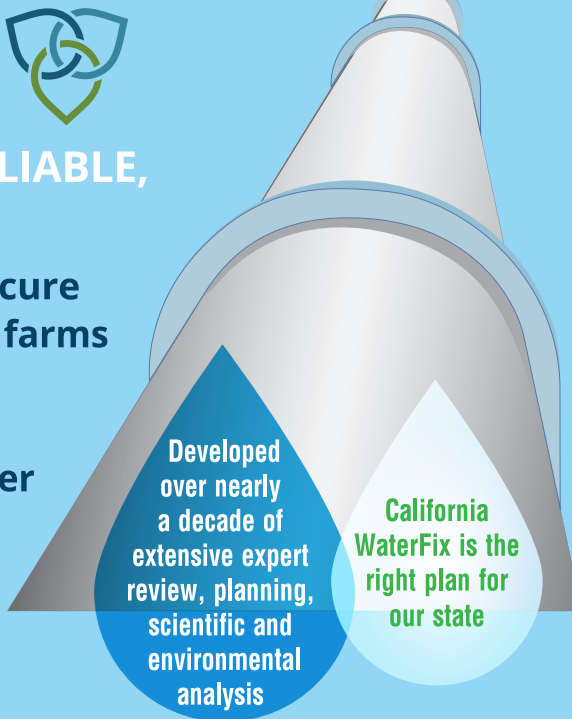 LIABLE,
cure
farms
er
Developed
over nearly
a decade of
extensive expert
review, planning,
scientific and
environmental
analysis
California
WaterFix is the
right plan for
our state